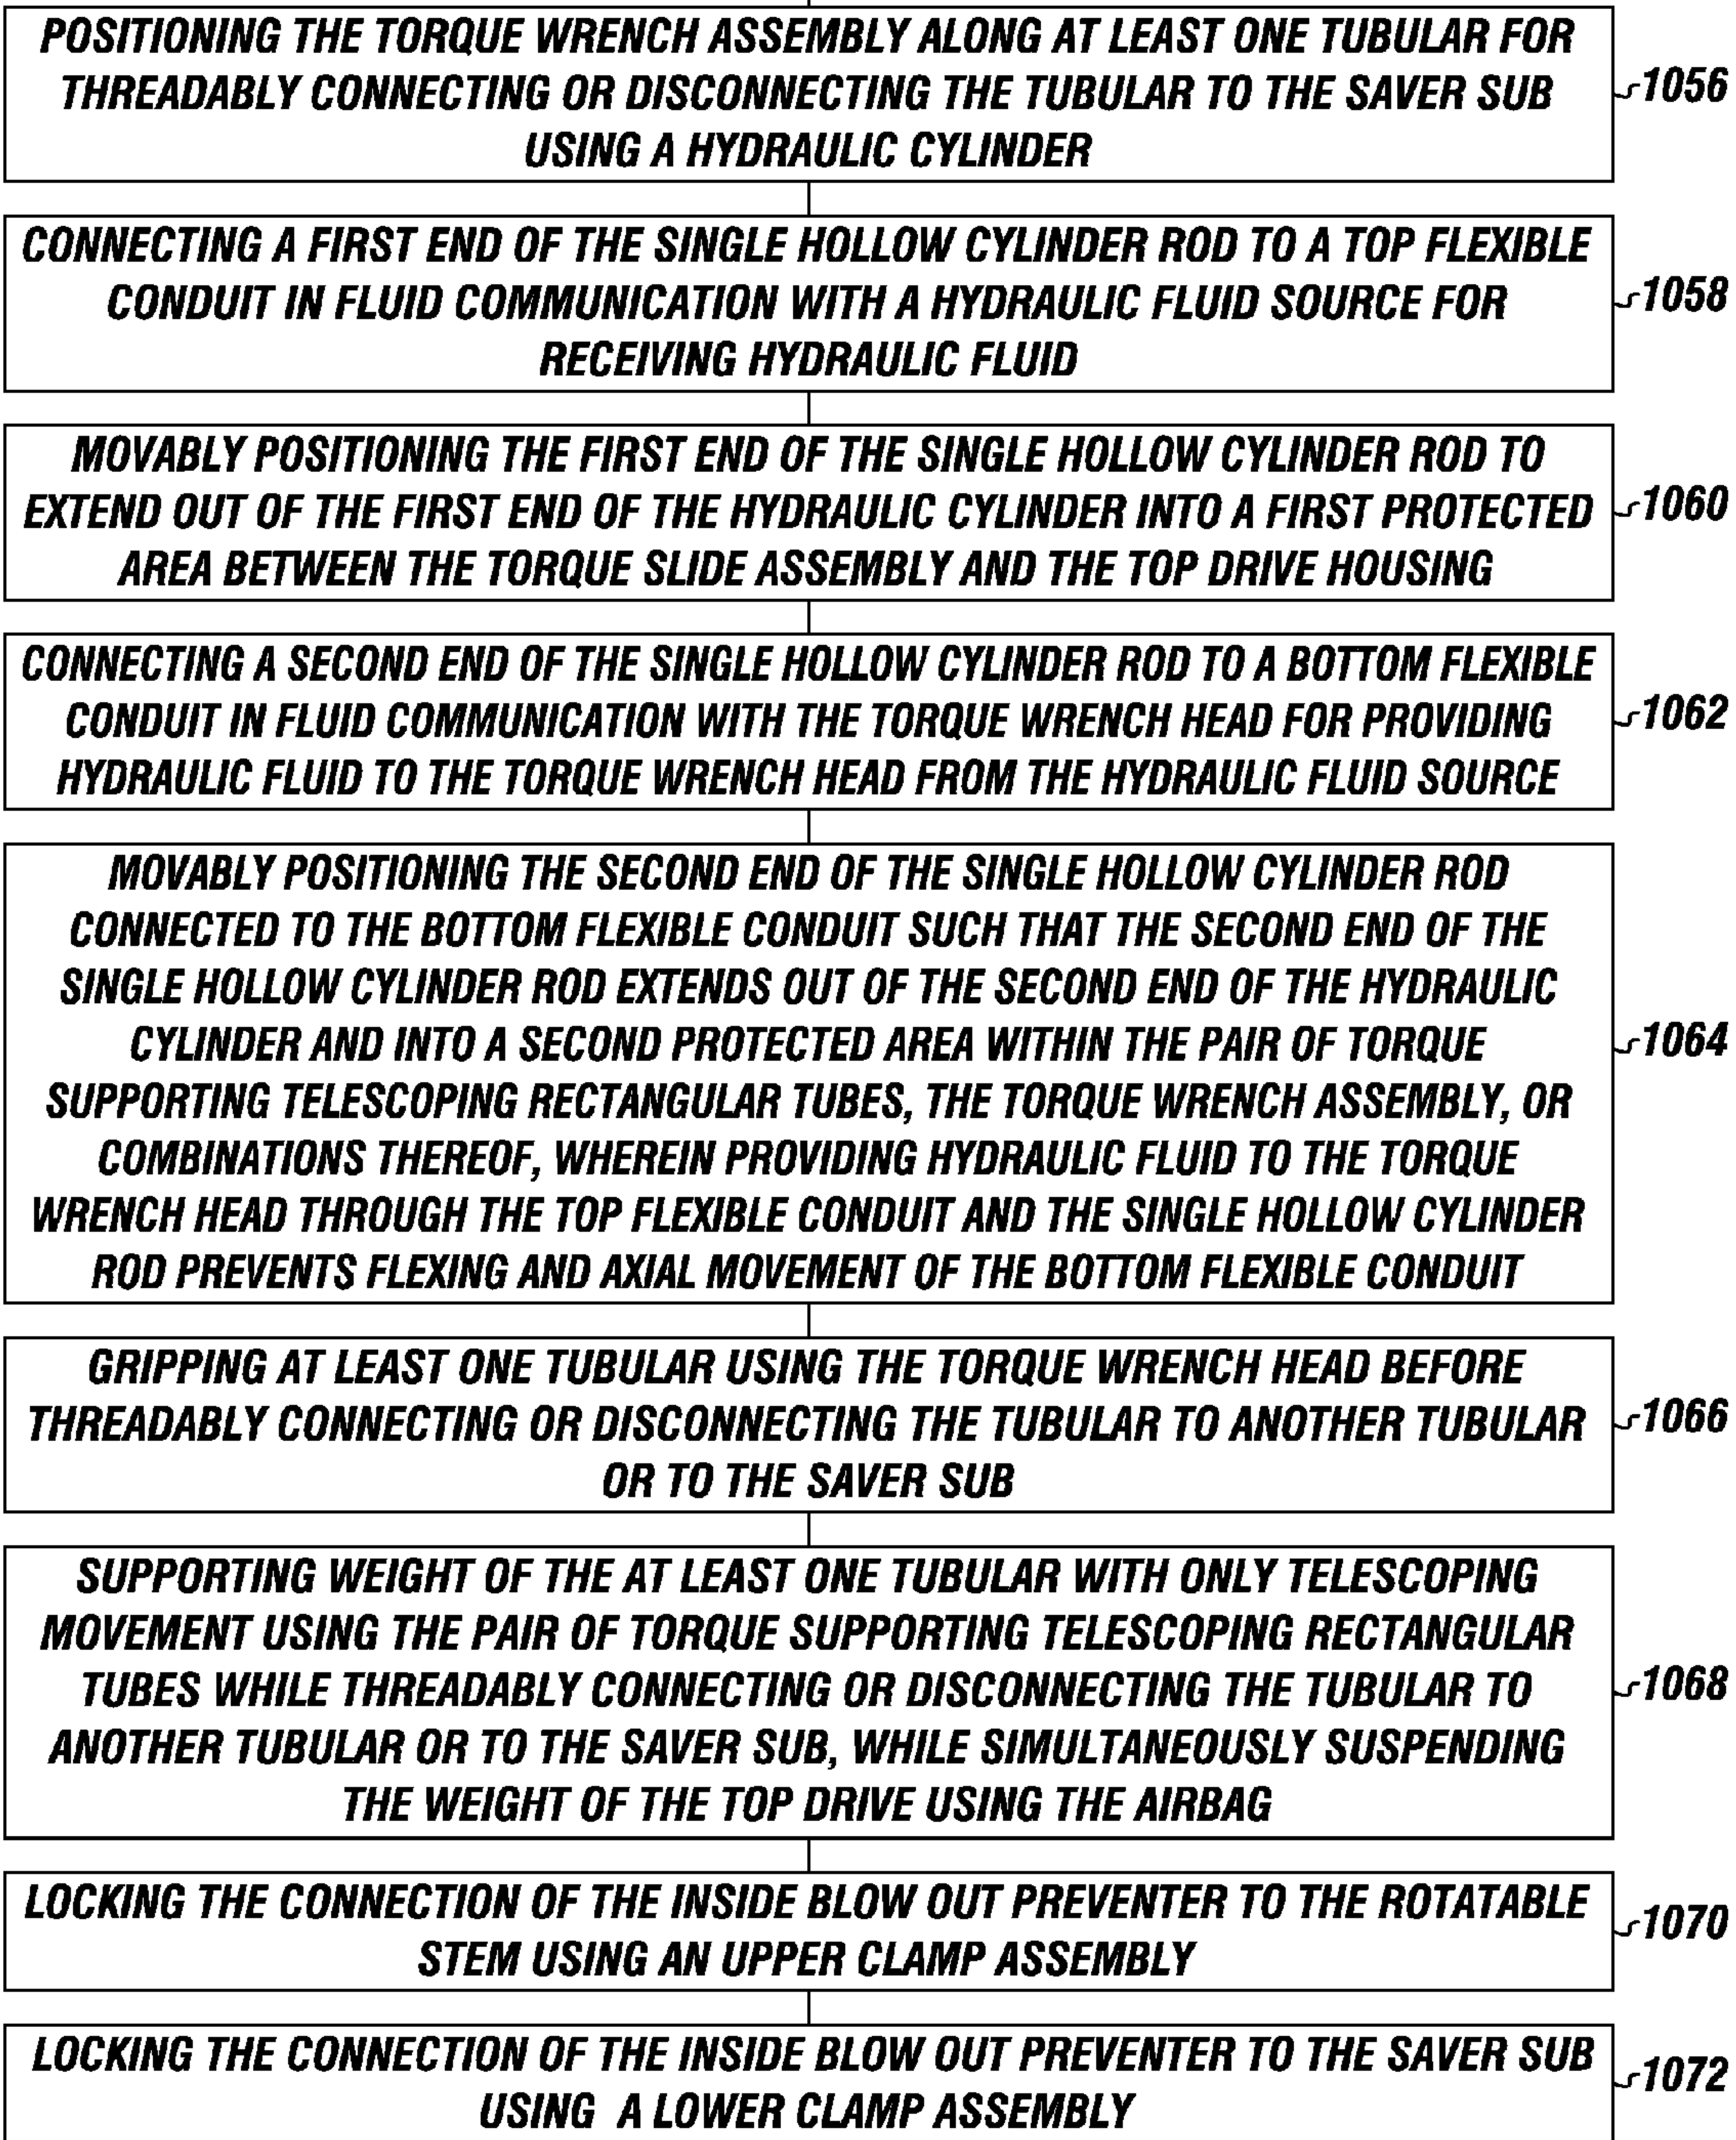 POSITIONING THE TORQUE WRENCH ASSEMBLY ALONG AT LEAST ONE TUBULAR FOR
THREADABLY CONNECTING OR DISCONNECTING THE TUBULAR TO THE SAVER SUB
USING A HYDRAULIC CYLINDER
1056
CONNECTING A FIRST END OF THE SINGLE HOLLOW CYLINDER ROD TO A TOP FLEXIBLE
CONDUIT IN FLUID COMMUNICATION WITH A HYDRAULIC FLUID SOURCE FOR
RECEIVING HYDRAULIC FLUID
1058
MOVABLY POSITIONING THE FIRST END OF THE SINGLE HOLLOW CYLINDER ROD TO
EXTEND OUT OF THE FIRST END OF THE HYDRAULIC CYLINDER INTO A FIRST PROTECTED
AREA BETWEEN THE TORQUE SLIDE ASSEMBLY AND THE TOP DRIVE HOUSING
1060
CONNECTING A SECOND END OF THE SINGLE HOLLOW CYLINDER ROD TO A BOTTOM FLEXIBLE
CONDUIT IN FLUID COMMUNICATION WITH THE TORQUE WRENCH HEAD FOR PROVIDING
HYDRAULIC FLUID TO THE TORQUE WRENCH HEAD FROM THE HYDRAULIC FLUID SOURCE
1062
MOVABLY POSITIONING THE SECOND END OF THE SINGLE HOLLOW CYLINDER ROD
CONNECTED TO THE BOTTOM FLEXIBLE CONDUIT SUCH THAT THE SECOND END OF THE
SINGLE HOLLOW CYLINDER ROD EXTENDS OUT OF THE SECOND END OF THE HYDRAULIC
CYLINDER AND INTO A SECOND PROTECTED AREA WITHIN THE PAIR OF TORQUE
SUPPORTING TELESCOPING RECTANGULAR TUBES, THE TORQUE WRENCH ASSEMBLY, OR
COMBINATIONS THEREOF, WHEREIN PROVIDING HYDRAULIC FLUID TO THE TORQUE
WRENCH HEAD THROUGH THE TOP FLEXIBLE CONDUIT AND THE SINGLE HOLLOW CYLINDER
ROD PREVENTS FLEXING AND AXIAL MOVEMENT OF THE BOTTOM FLEXIBLE CONDUIT
1064
GRIPPING AT LEAST ONE TUBULAR USING THE TORQUE WRENCH HEAD BEFORE
THREADABLY CONNECTING OR DISCONNECTING THE TUBULAR TO ANOTHER TUBULAR
OR TO THE SAVER SUB
1066
SUPPORTING WEIGHT OF THE AT LEAST ONE TUBULAR WITH ONLY TELESCOPING
MOVEMENT USING THE PAIR OF TORQUE SUPPORTING TELESCOPING RECTANGULAR
TUBES WHILE THREADABLY CONNECTING OR DISCONNECTING THE TUBULAR TO
ANOTHER TUBULAR OR TO THE SAVER SUB, WHILE SIMULTANEOUSLY SUSPENDING
THE WEIGHT OF THE TOP DRIVE USING THE AIRBAG
1068
LOCKING THE CONNECTION OF THE INSIDE BLOW OUT PREVENTER TO THE ROTATABLE
STEM USING AN UPPER CLAMP ASSEMBLY
1070
LOCKING THE CONNECTION OF THE INSIDE BLOW OUT PREVENTER TO THE SAVER SUB
USING A LOWER CLAMP ASSEMBLY
1072